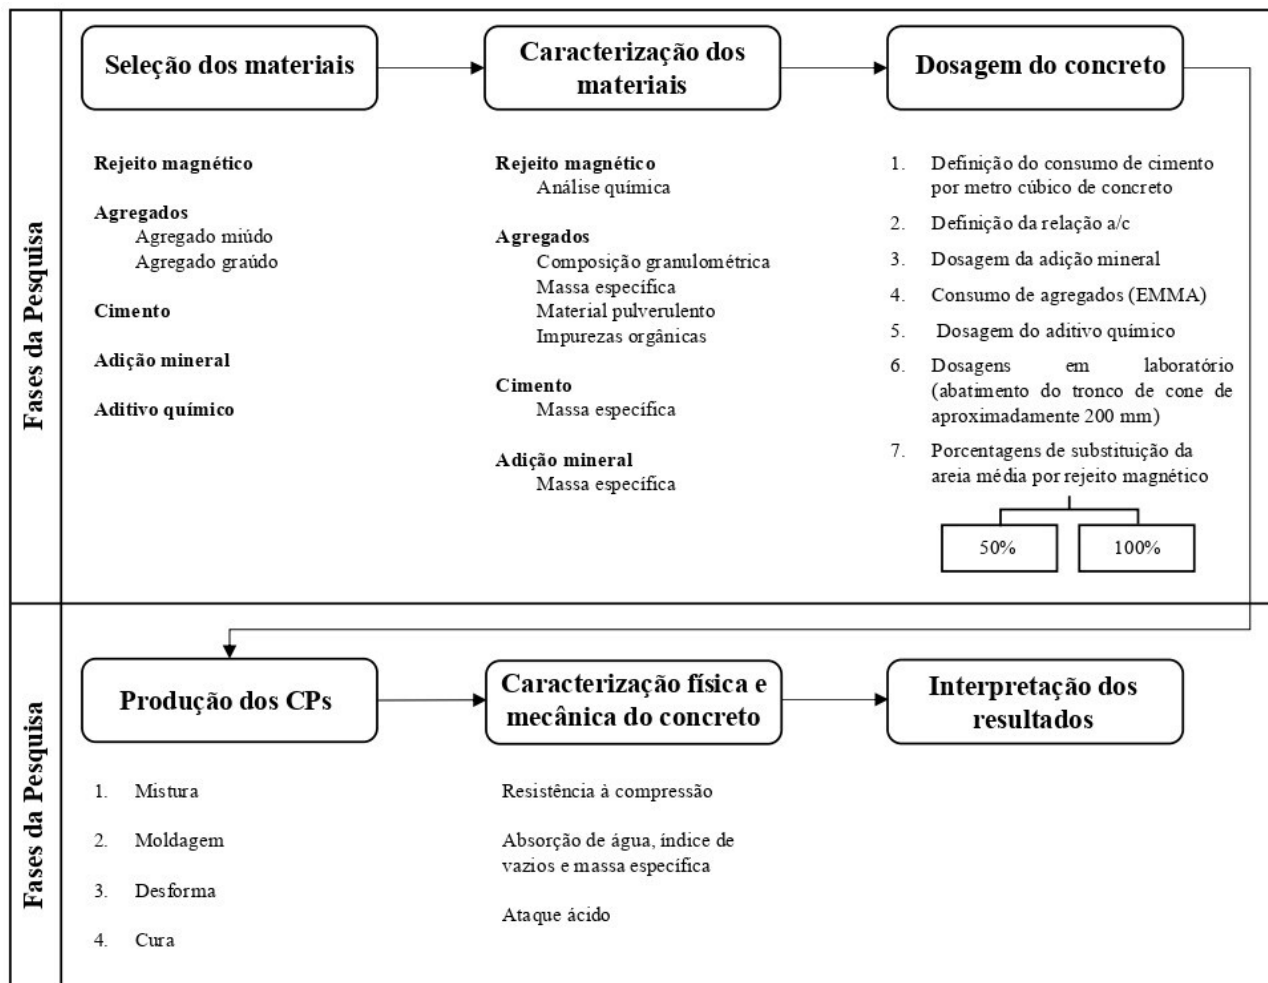 Fases da Pesquisa
Seleção dos materiais
Rejeito magnético
Agregados
Agregado miúdo
Agregado graúdo
Cimento
Adição mineral
Aditivo químico
Caracterização dos
materiais
Rejeito magnético
Análise química
Agregados
Composição granulométrica
Massa específica
Material pulverulento
Impurezas orgânicas
Cimento
Massa específica
Adição mineral
Massa específica
Dosagem do concreto
1. Definição do consumo de cimento
por metro cúbico de concreto
2. Definição da relação a/c
3. Dosagem da adição mineral
4. Consumo de agregados (EMMA)
5. Dosagem do aditivo químico
6. Dosagens em laboratório
(abatimento do tronco de cone de
aproximadamente 200 mm)
7. Porcentagens de substituição da
areia média por rejeito magnético
50%
100%
Fases da Pesquisa
Produção dos CPs
1. Mistura
2. Moldagem
3. Desforma
4. Cura
Caracterização física e
mecânica do concreto
Resistência à compressão
Absorção de água, índice de
vazios e massa específica
Ataque ácido
Interpretação dos
resultados